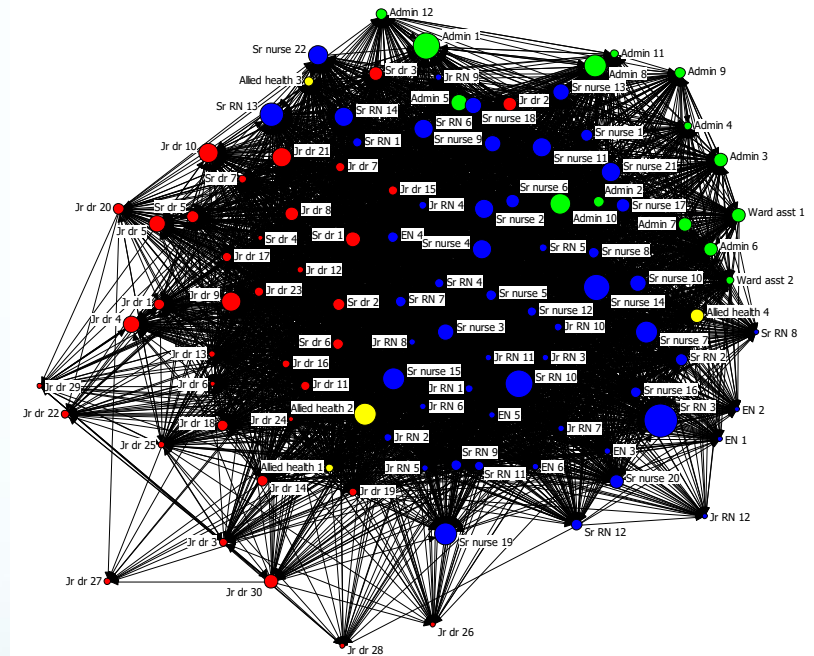 Admin 12
Admin 1
Sr nurse 22
Admin 11
Sr dr 3
Jr RN 9
Admin 8
Admin 9
Allied health 3
Sr nurse 13
Admin 5
Jr dr 2
Sr RN 13
Sr RN 14
Sr nurse 18
Sr RN 6
Admin 4
Sr nurse 1
Sr RN 1
Sr nurse 9
Jr dr 10
Jr dr 21
Sr nurse 11
Admin 3
Jr dr 7
Sr nurse 21
Sr dr 7
Jr dr 15
Sr nurse 6
Admin 2
Jr dr 20
Sr dr 5
Jr dr 8
Jr RN 4
Sr nurse 2
Admin 10
Sr nurse 17
Ward asst 1
Jr dr 5
Admin 7
Sr dr 4
Sr dr 1
EN 4
Sr nurse 4
Sr RN 5
Sr nurse 8
Admin 6
Jr dr 17
Jr dr 12
Ward asst 2
Sr RN 4
Sr nurse 10
Jr dr 23
Sr nurse 5
Sr nurse 14
Jr dr 1
Jr dr 9
Sr dr 2
Sr RN 7
Sr nurse 12
Allied health 4
Jr dr 4
Sr nurse 3
Jr RN 10
Sr nurse 7
Sr RN 8
Sr dr 6
Jr RN 8
Jr dr 13
Jr RN 11
Jr RN 3
Sr RN 2
Jr dr 16
Sr nurse 15
Jr dr 29
Jr dr 6
Jr dr 11
Jr RN 1
Sr RN 10
Sr nurse 16
Jr dr 22
Allied health 2
Jr RN 6
Sr RN 3
EN 2
Jr dr 24
EN 5
Jr dr 18
Jr RN 7
Jr dr 25
Jr RN 2
EN 1
Sr RN 9
EN 3
Allied health 1
Jr RN 5
Sr RN 11
EN 6
Sr nurse 20
Jr dr 14
Jr dr 19
Jr RN 12
Sr RN 12
Jr dr 3
Sr nurse 19
Jr dr 27
Jr dr 30
Jr dr 26
Jr dr 28